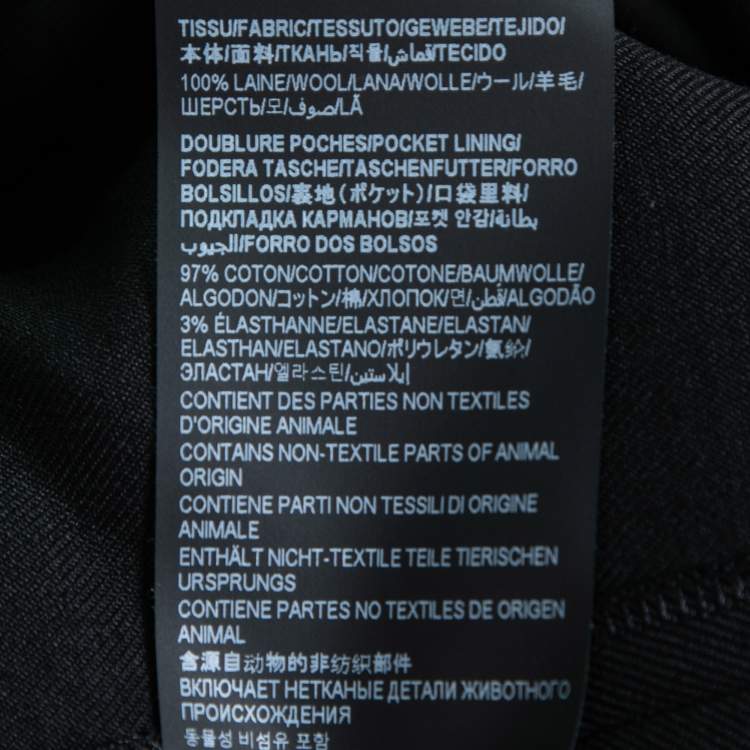 TISSU/FABRIC/TESSUTO/GEWEBE/TEJIDO/
本体/面料/ТКАНЬ/직물/قماش/TECIDO
100% LAINE/WOOL/LANA/WOLLE/ウール/羊毛/
ШЕРСТЬ/모/صوف/LÃ
DOUBLURE POCHES/POCKET LINING/
FODERA TASCHE/TASCHENFUTTER/FORRO
BOLSILLOS/裏地(ポケット)/口袋里料/
ПОДКЛАДКА КАРМАНОВ/포켓 안감/بطانة
الجيوب/FORRO DOS BOLSOS
97% COTON/COTTON/COTONE/BAUMWOLLE/
ALGODON/コットン/棉/ХЛОПОК/면/قطن/ALGODÃO
3% ÉLASTHANNE/ELASTANE/ELASTAN/
ELASTHAN/ELASTANO/ポリウレタン/氨纶/
ЭЛАСТАН/엘라스틴/إيلاستين
CONTIENT DES PARTIES NON TEXTILES
D'ORIGINE ANIMALE
CONTAINS NON-TEXTILE PARTS OF ANIMAL
ORIGIN
CONTIENE PARTI NON TESSILI DI ORIGINE
ANIMALE
ENTHÄLT NICHT-TEXTILE TEILE TIERISCHEN
URSPRUNGS
CONTIENE PARTES NO TEXTILES DE ORIGEN
ANIMAL
含源自动物的非纺织部件
ВКЛЮЧАЕТ НЕТКАНЫЕ ДЕТАЛИ ЖИВОТНОГО
ПРОИСХОЖДЕНИЯ
동물성 비섬유 포함